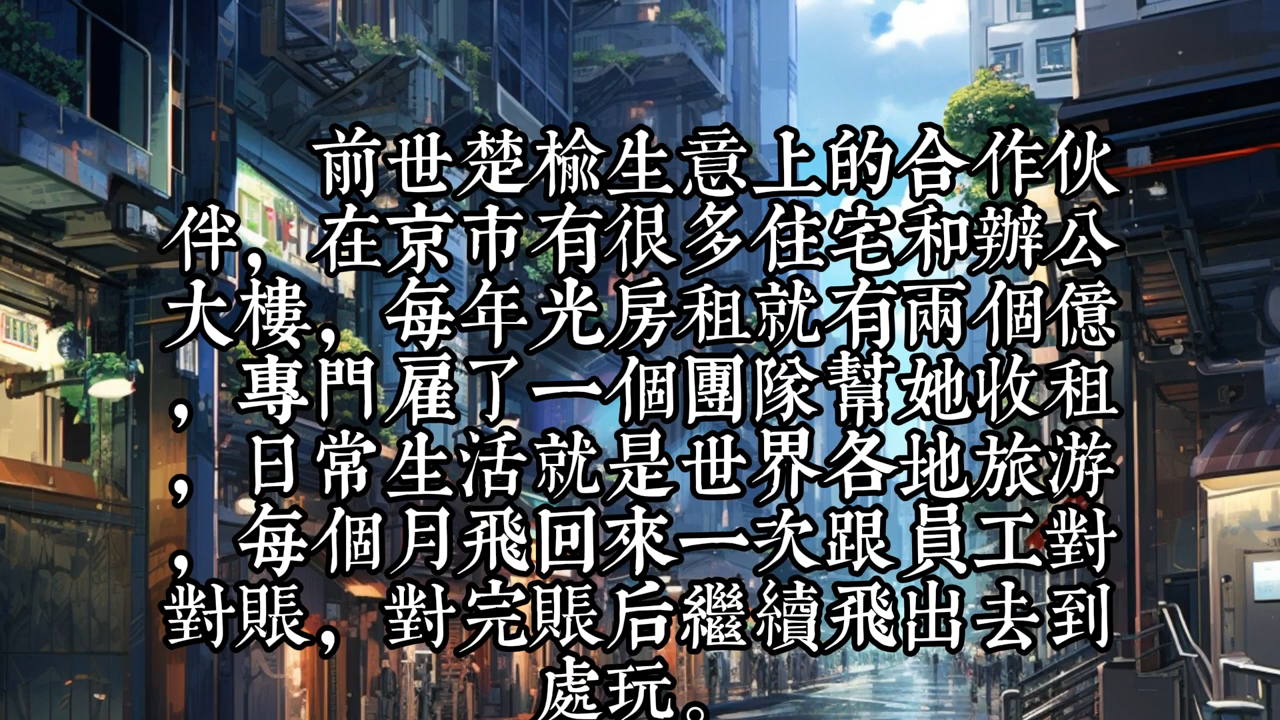 前世楚榆生意上的合作伙
伴，在京市有很多住宅和辦公
大樓，每年光房租就有兩個億
，專門雇了一個團隊幫她收租
，日常生活就是世界各地旅游
，每個月飛回來一次跟員工對
對賬，對完賬后繼續飛出去到
處玩。